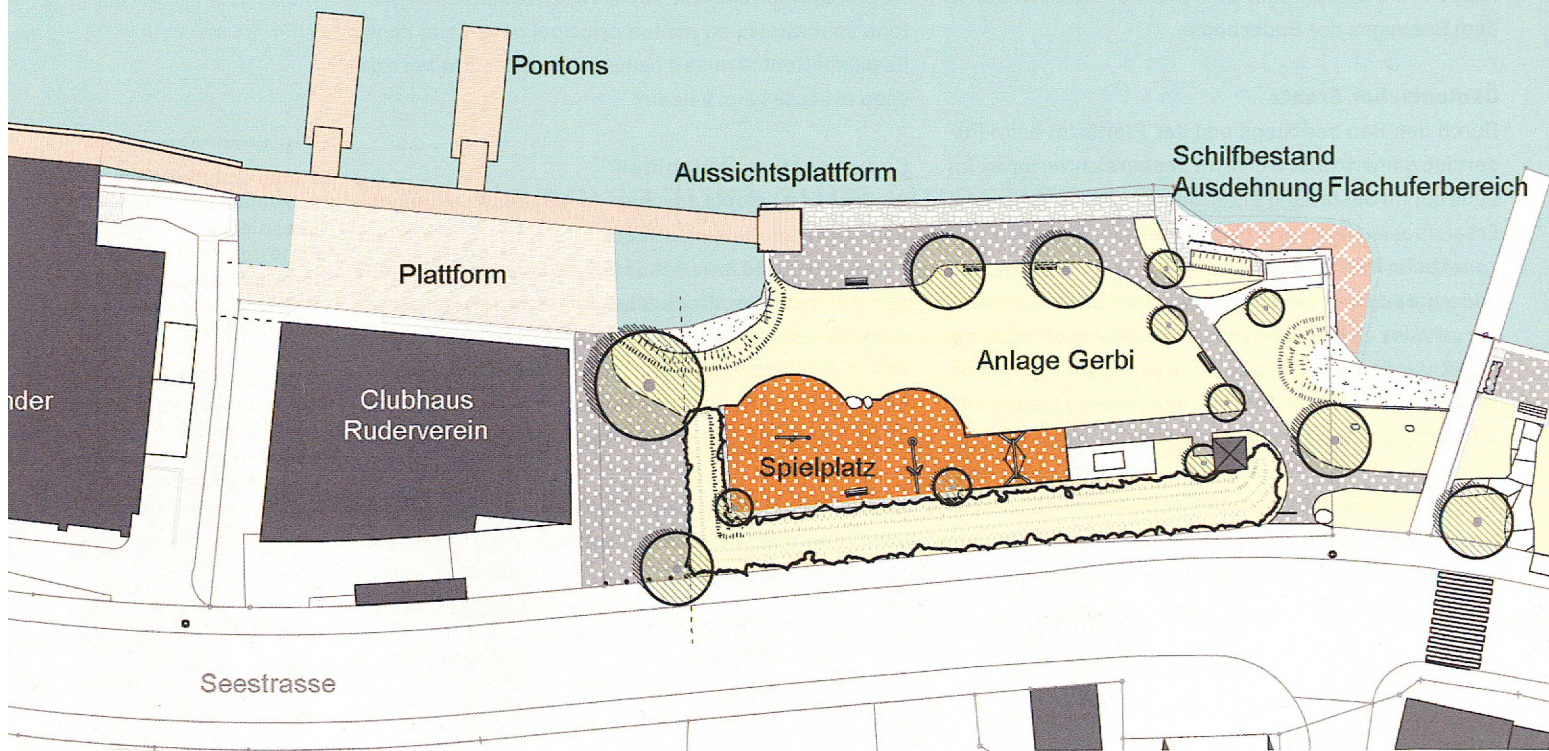 Pontons
Aussichtsplattform
Schilfbestand
Ausdehnung Flachuferbereich
Plattform
Anlage Gerbi
nder
Clubhaus
Ruderverein
Spielplatz
Seestrasse